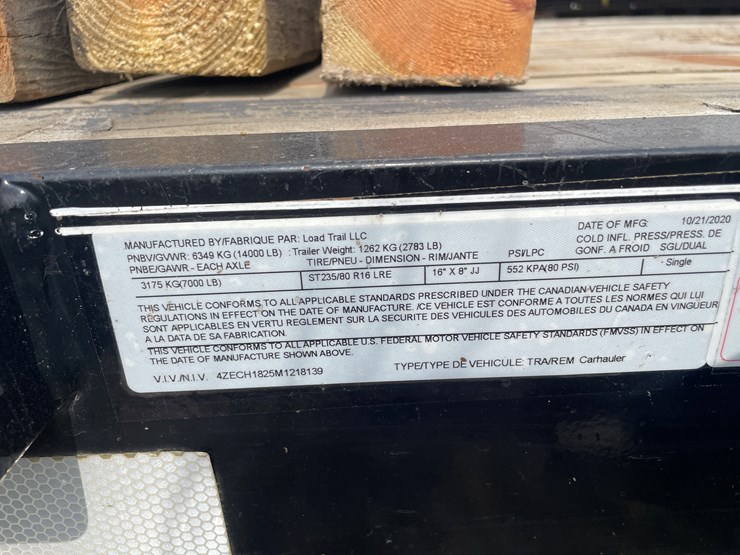 MANUFACTURED BY/FABRIQUE PAR: Load Trail LLC
DATE OF MFG: 10/21/2020
PNBV/GVWR: 6349 KG (14000 LB) : Trailer Weight: 1262 KG (2783 LB)
COLD INFL. PRESS/PRESS. DE
PNBE/GAWR - EACH AXLE TIRE/PNEU - DIMENSION - RIM/JANTE PSI/LPC GONF. A FROID SGL/DUAL
3175 KG(7000 LB) ST235/80 R16 LRE 16" X 8" JJ 552 KPA(80 PSI) - Single
THIS VEHICLE CONFORMS TO ALL APPLICABLE STANDARDS PRESCRIBED UNDER THE CANADIAN VEHICLE SAFETY
REGULATIONS IN EFFECT ON THE DATE OF MANUFACTURE. /CE VEHICLE EST CONFORME A TOUTES LES NORMES QUI LUI
SONT APPLICABLES EN VERTU REGLEMENT SUR LA SECURITE DES VEHICULES DES AUTOMOBILES DU CANADA EN VINGUEUR
A LA DATA DE SA FABRICATION.
THIS VEHICLE CONFORMS TO ALL APPLICABLE U.S. FEDERAL MOTOR VEHICLE SAFETY STANDARDS (FMVSS) IN EFFECT ON
THE DATE OF MANUFACTURE SHOWN ABOVE.
V.I.V./N.I.V. 4ZECH1825M1218139 TYPE/TYPE DE VEHICULE: TRA/REM Carhauler